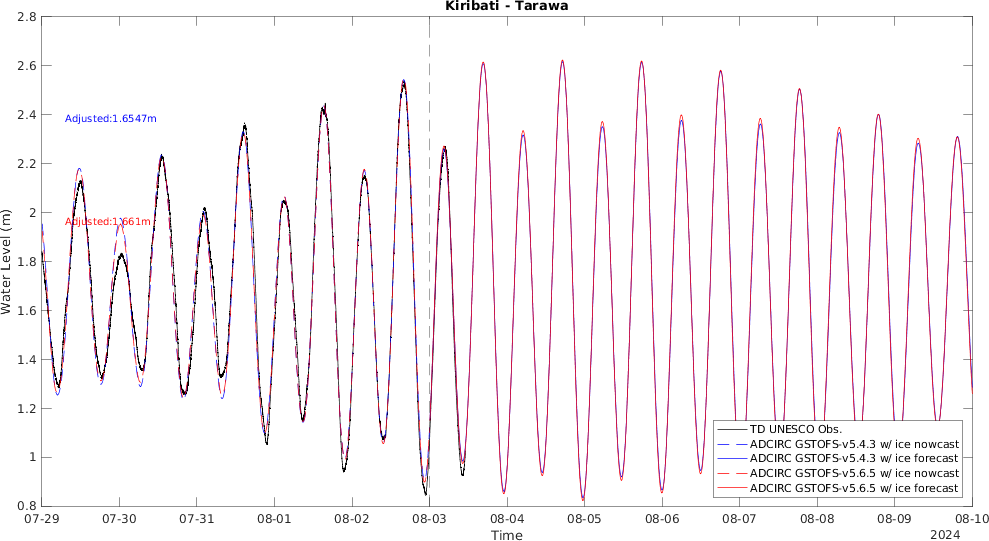 Kiribati - Tarawa
2.8
2.6
2.4
2.2
2
1.8
1.6
1.4
1.2
1
0.8
Water Level (m)
Adjusted:1.6547m
Adjusted:1.661m
TD UNESCO Obs.
ADCIRC GSTOFS-v5.4.3 w/ ice nowcast
ADCIRC GSTOFS-v5.4.3 w/ ice forecast
ADCIRC GSTOFS-v5.6.5 w/ ice nowcast
ADCIRC GSTOFS-v5.6.5 w/ ice forecast
07-29 07-30 07-31 08-01 08-02 08-03 08-04 08-05 08-06 08-07 08-08 08-09 08-10
Time
2024